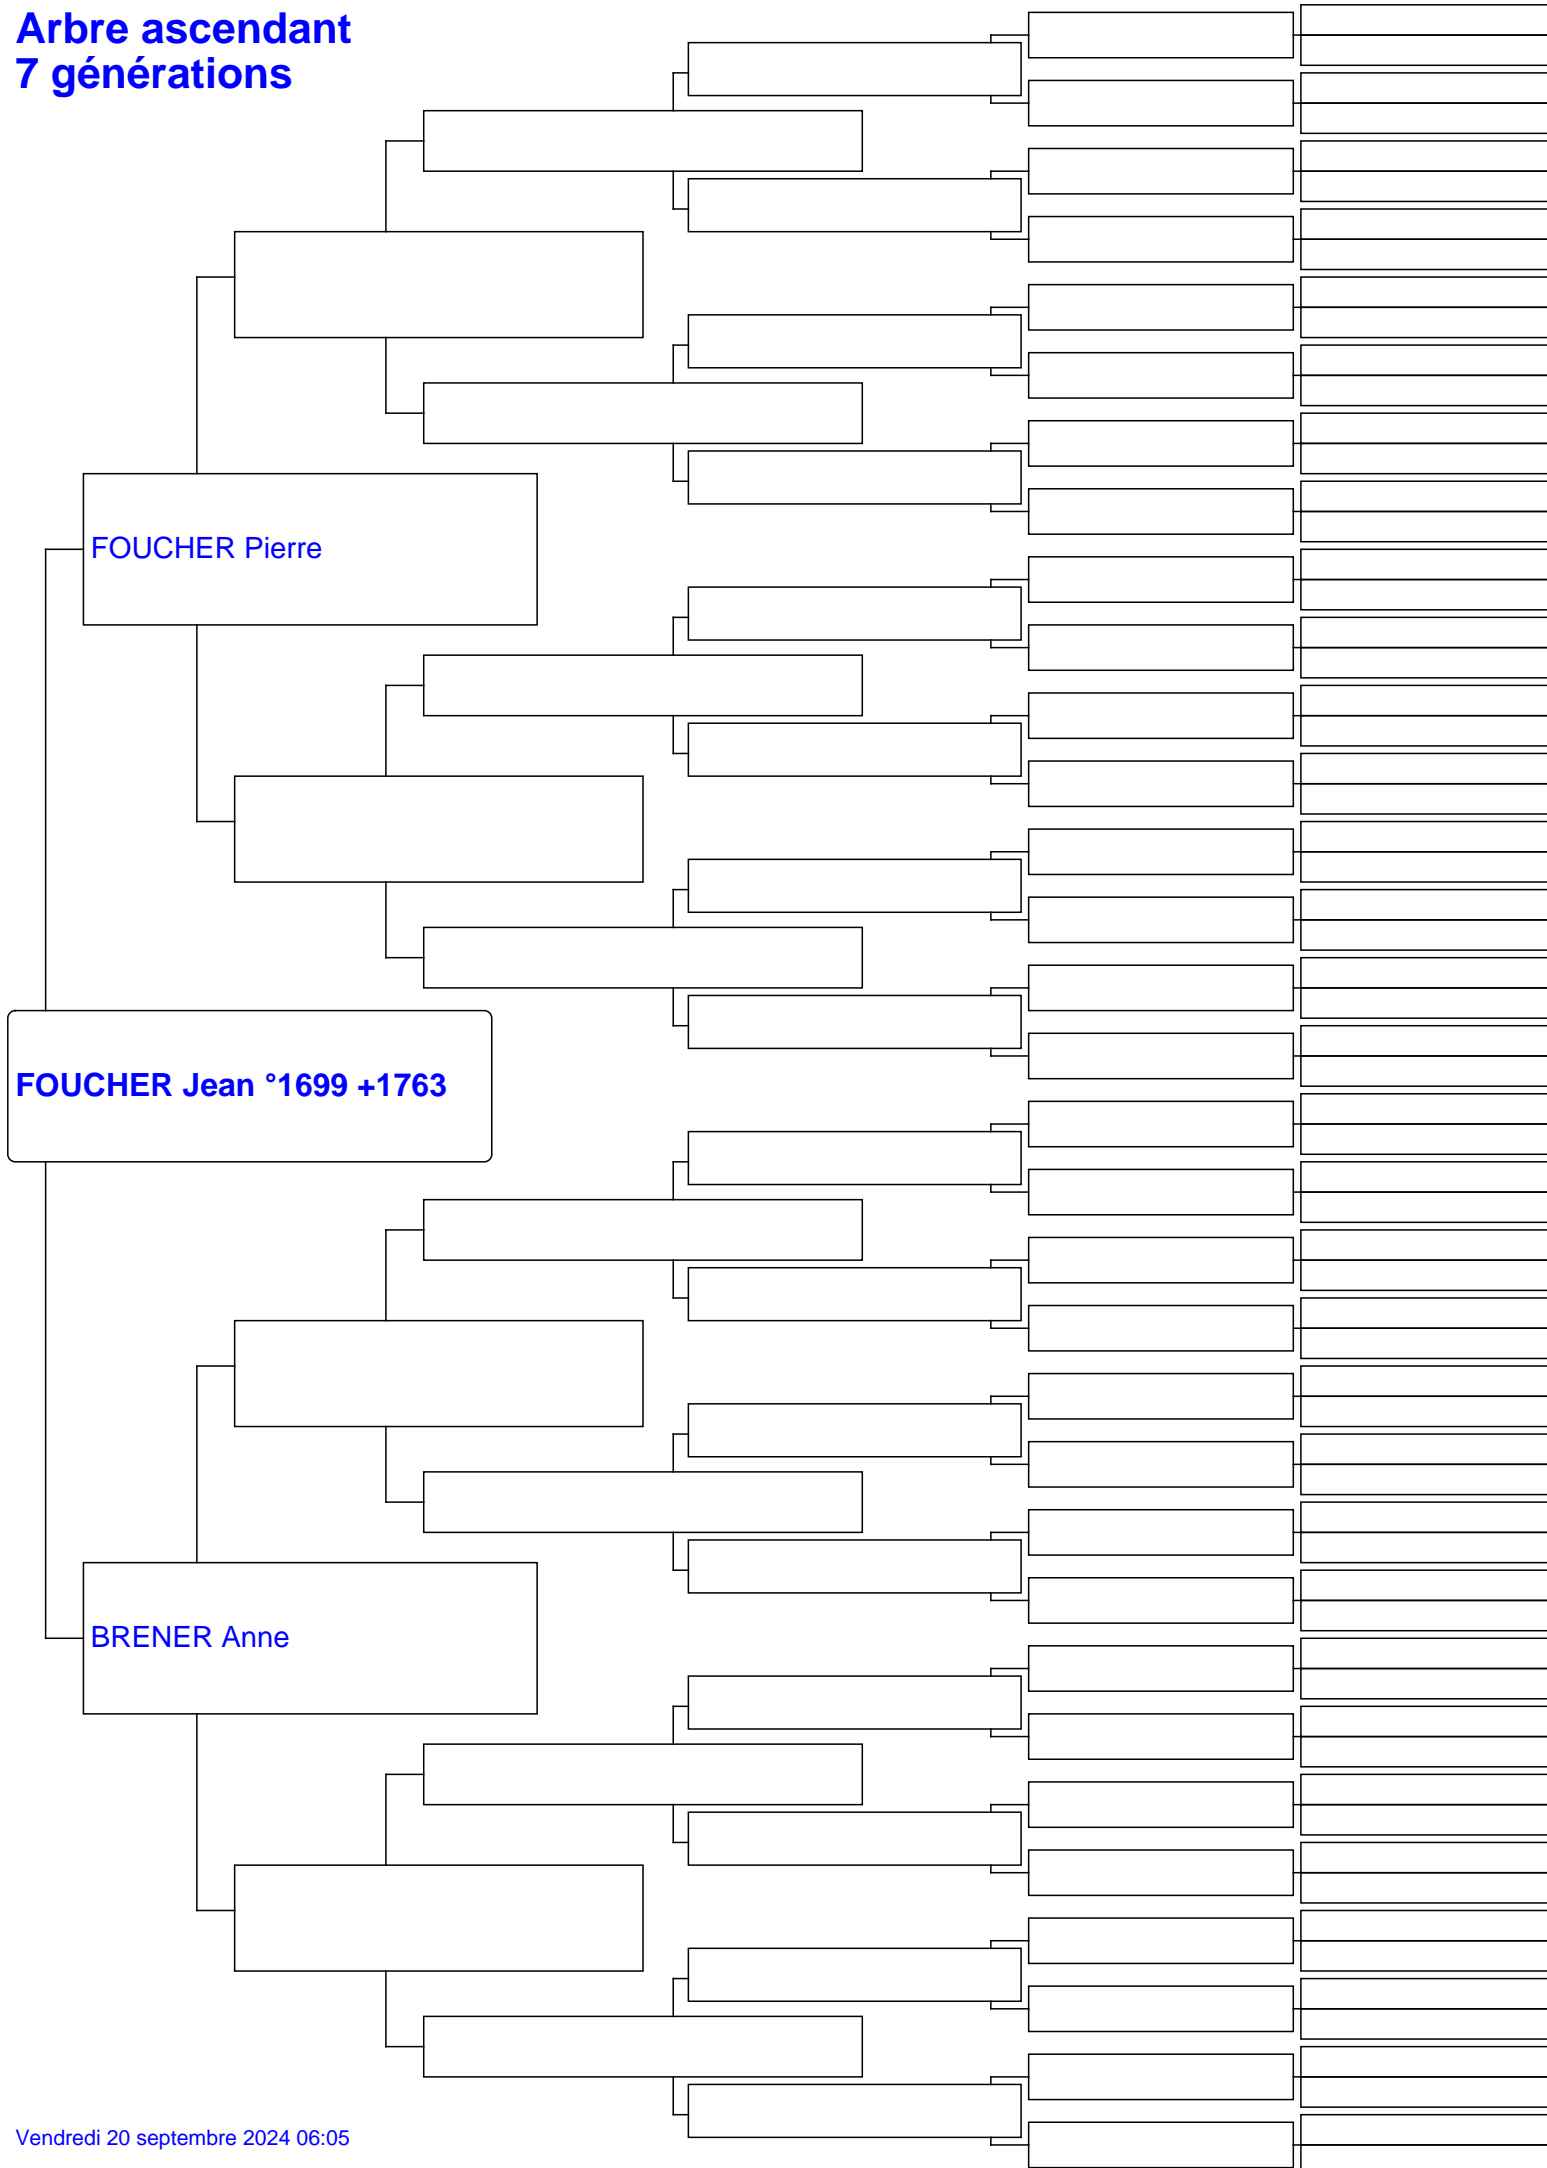 Arbre ascendant
7 générations
FOUCHER Pierre
FOUCHER Jean °1699 +1763
BRENER Anne
Vendredi 20 septembre 2024 06:05